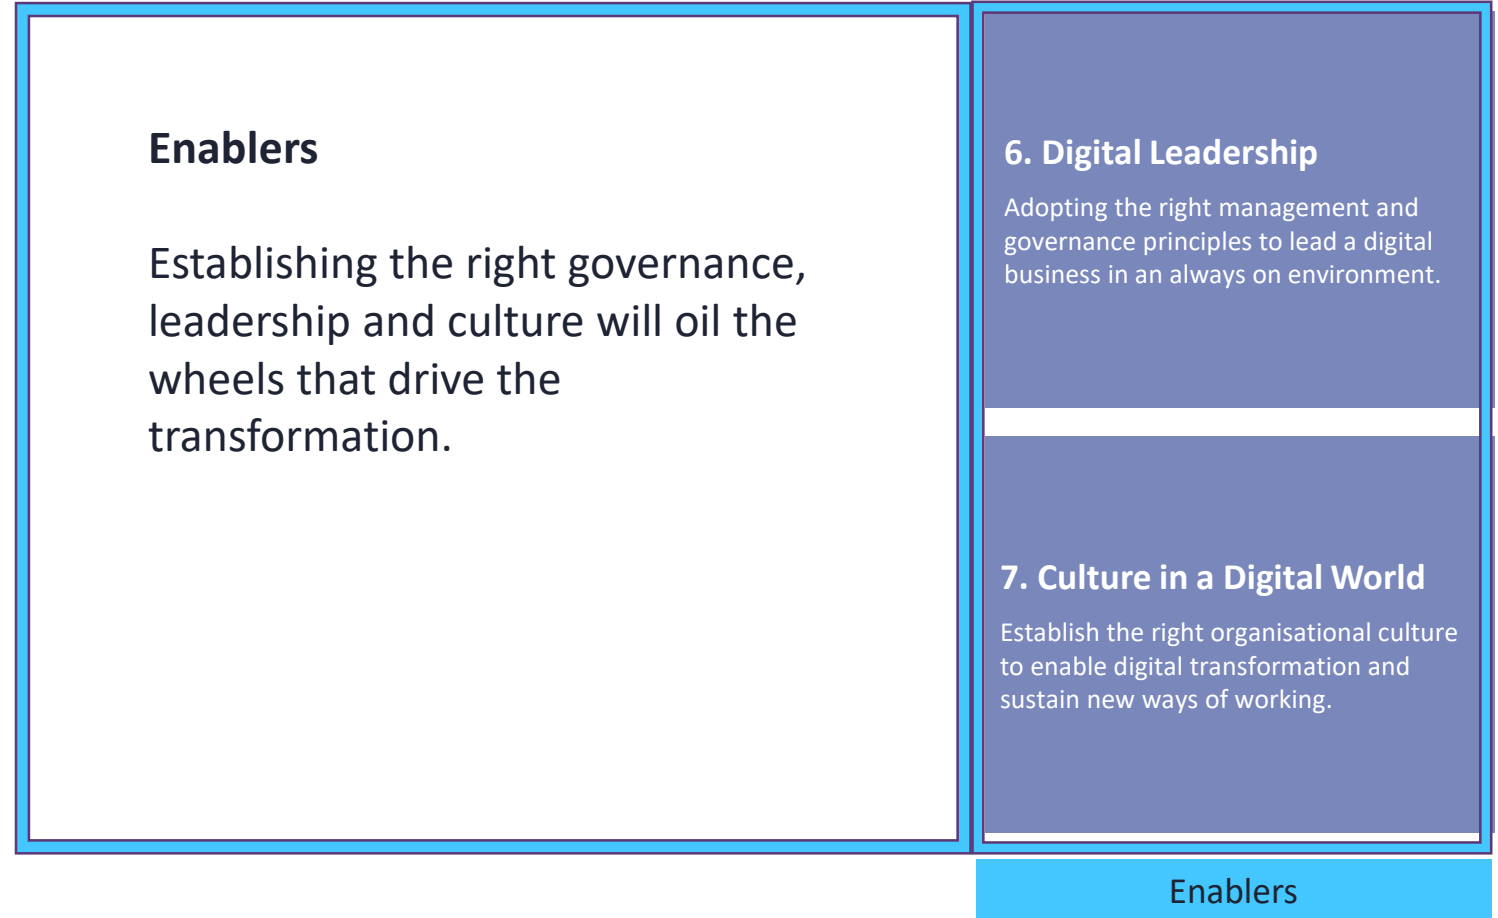 Enablers
Establishing the right governance,
leadership and culture will oil the
wheels that drive the
transformation.
6. Digital Leadership
Adopting the right management and
governance principles to lead a digital
business in an always on environment.
7. Culture in a Digital World
Establish the right organisational culture
to enable digital transformation and
sustain new ways of working.
Enablers